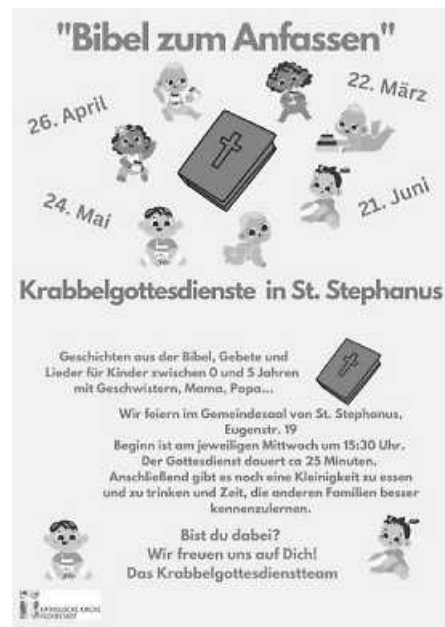 "Bibel zum Anfassen"
26. April
22. März
24. Mai
21. Juni
Krabbelgottesdienste in St. Stephanus
Geschichten aus der Bibel, Gebete und
Lieder für Kinder zwischen 0 und 5 Jahren
mit Geschwistern, Mama, Papa...
Wir feiern im Gemeindesaal von St. Stephanus,
Eugenstr. 19
Beginn ist am jeweiligen Mittwoch um 15:30 Uhr.
Der Gottesdienst dauert ca 25 Minuten.
Anschließend gibt es noch eine Kleinigkeit zu essen
und zu trinken und Zeit, die anderen Familien besser
kennenzulernen.
Bist du dabei?
Wir freuen uns auf Dich!
Das Krabbelgottesdienstteam
KATHOLISCHE KIRCHE